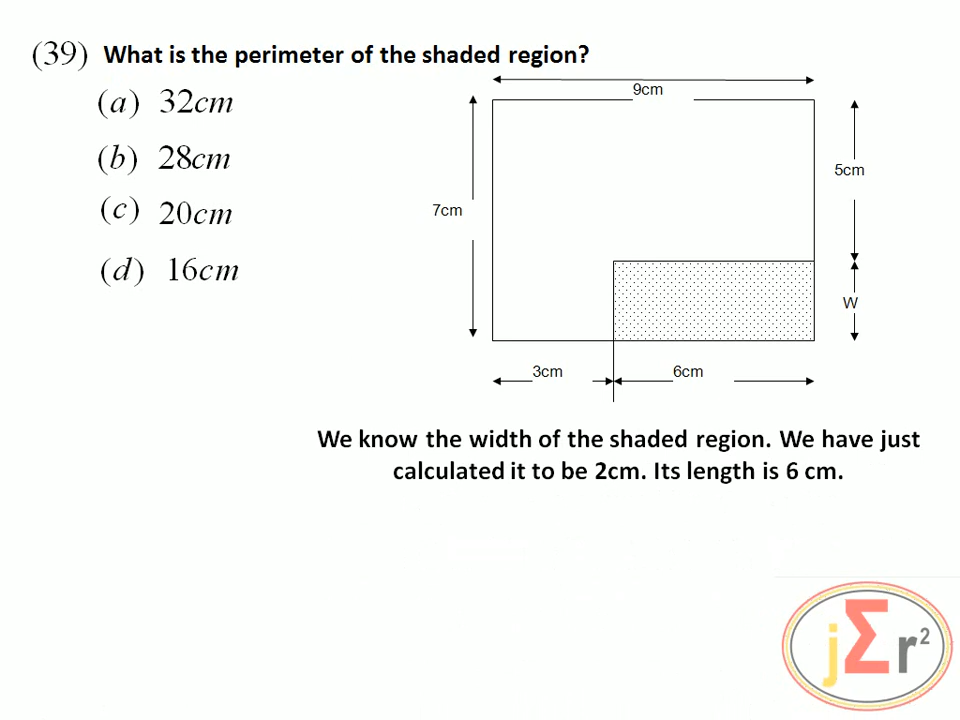 (39) What is the perimeter of the shaded region?
(a) 32cm
(b) 28cm
(c) 20cm
(d) 16cm
9cm
5cm
7cm
W
3cm
6cm
We know the width of the shaded region. We have just
calculated it to be 2cm. Its length is 6 cm.
jΣr²